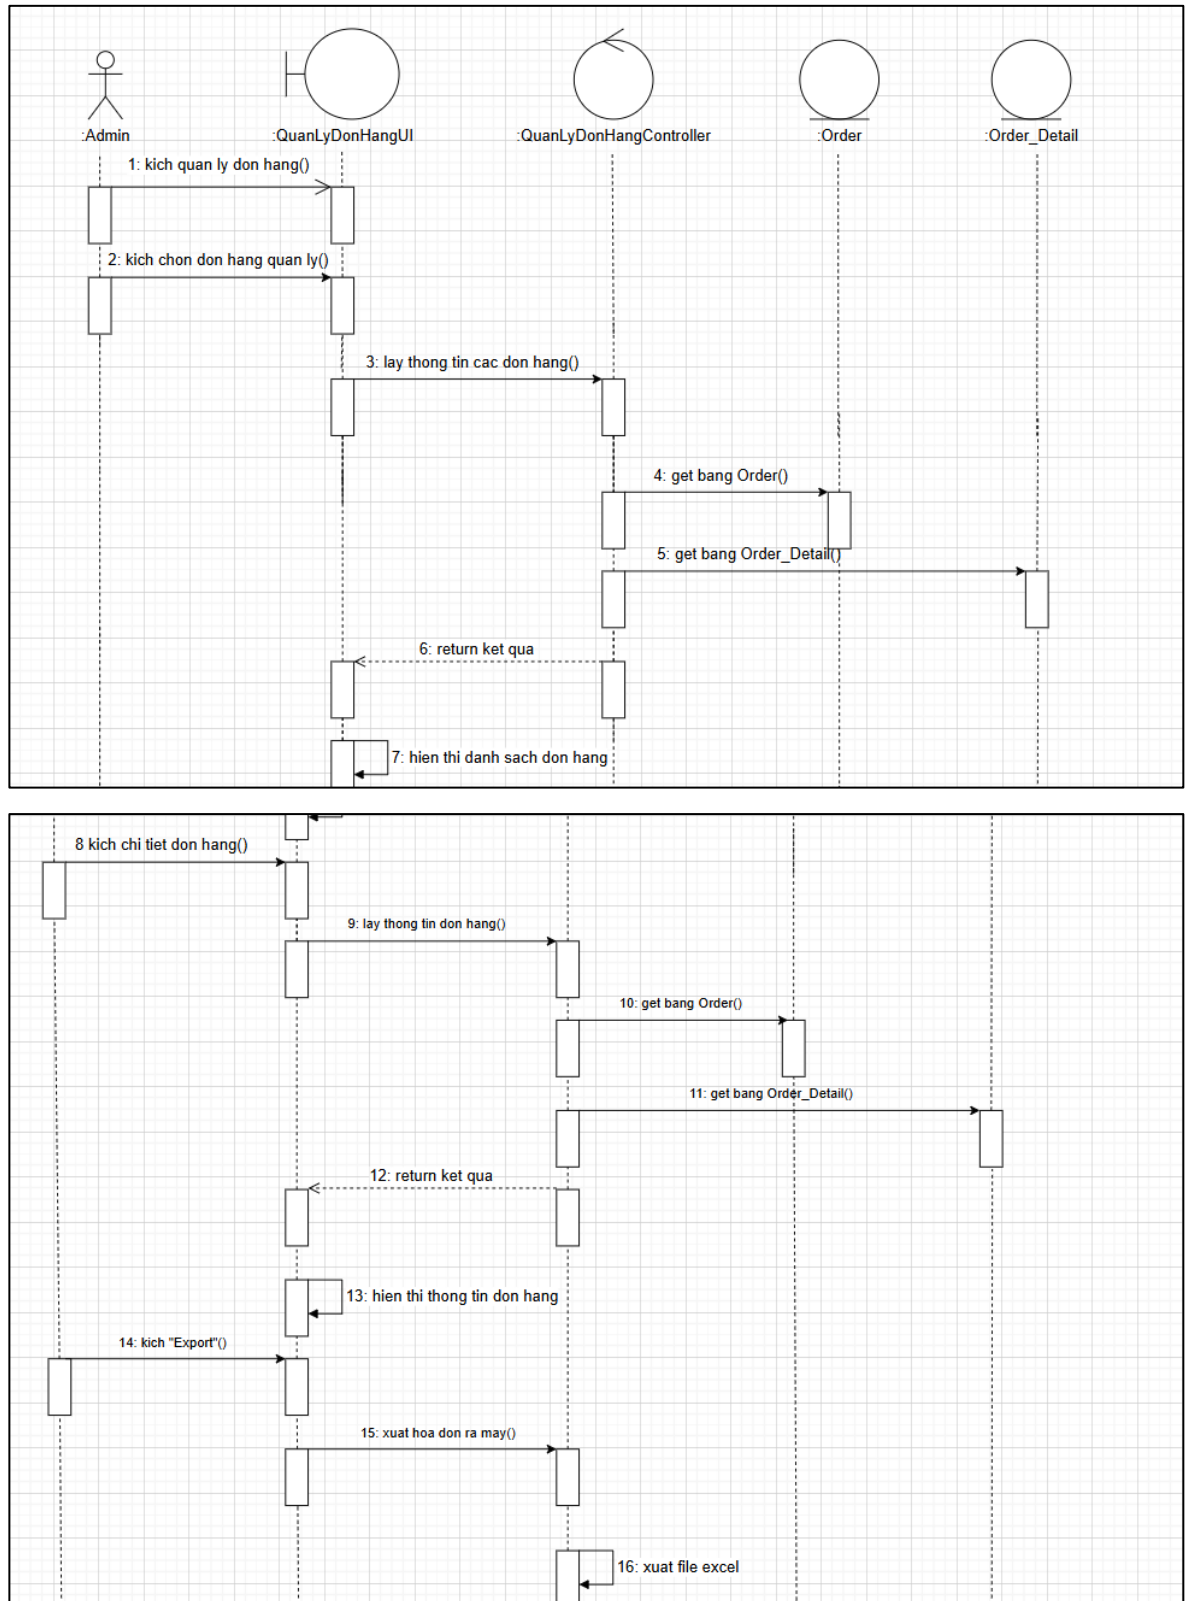 :Admin
:QuanLyDonHangUI
:QuanLyDonHangController
:Order
:Order_Detail
1: kich quan ly don hang()
2: kich chon don hang quan ly()
3: lay thong tin cac don hang()
4: get bang Order()
5: get bang Order_Detail()
6: return ket qua
7: hien thi danh sach don hang
8 kich chi tiet don hang()
9: lay thong tin don hang()
10: get bang Order()
11: get bang Order_Detail()
12: return ket qua
13: hien thi thong tin don hang
14: kich "Export"()
15: xuat hoa don ra may()
16: xuat file excel